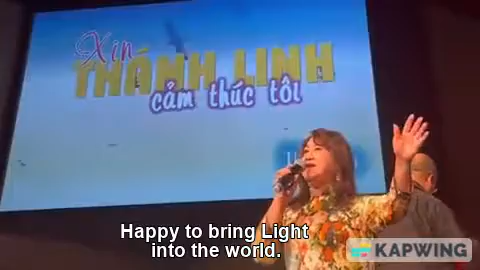 Xin
THÁNH LINH
cảm thúc tôi
Happy to bring Light
into the world.
KAPWING